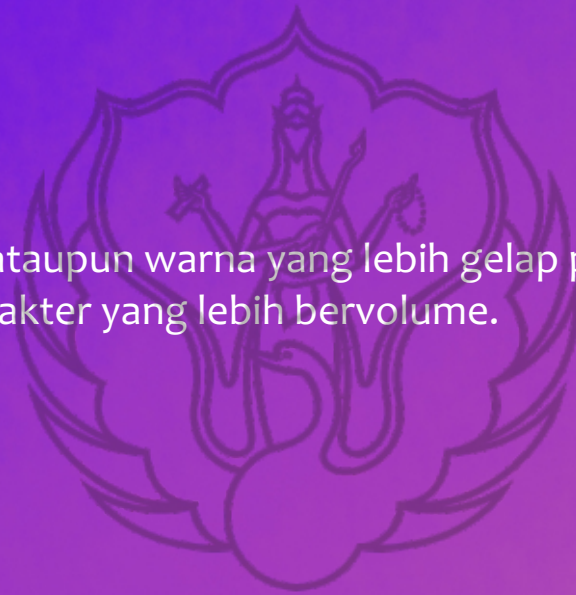 ataupun warna yang lebih gelap
akter yang lebih bervolume.